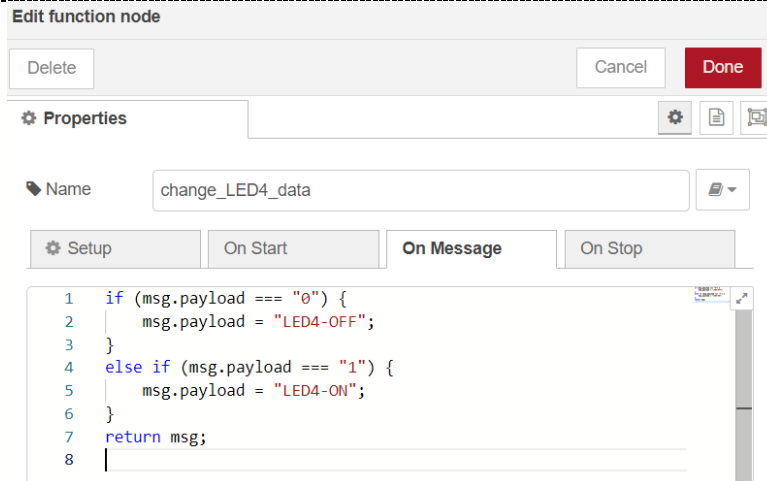 Edit function node
Delete
Cancel
Done
Properties
Name
change_LED4_data
Setup
On Start
On Message
On Stop
1 if (msg.payload === "0") {
2     msg.payload = "LED4-OFF";
3 }
4 else if (msg.payload === "1") {
5     msg.payload = "LED4-ON";
6 }
7 return msg;
8